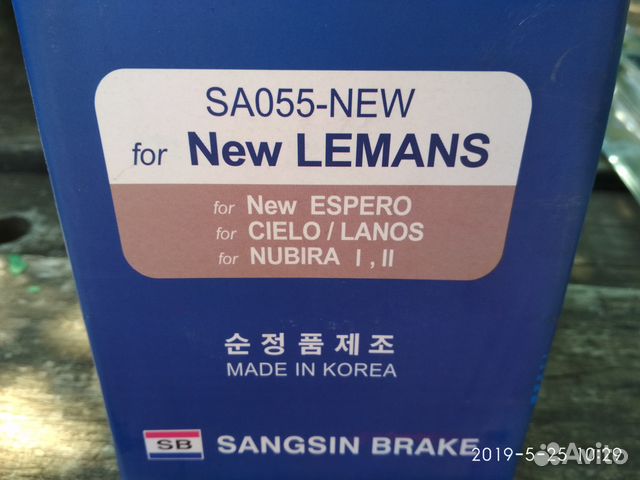 SA055-NEW
for New LEMANS
for New ESPERO
for CIELO / LANOS
for NUBIRA I , II
순정품제조
MADE IN KOREA
SB SANGSIN BRAKE
2019-5-25 10:29
Avito